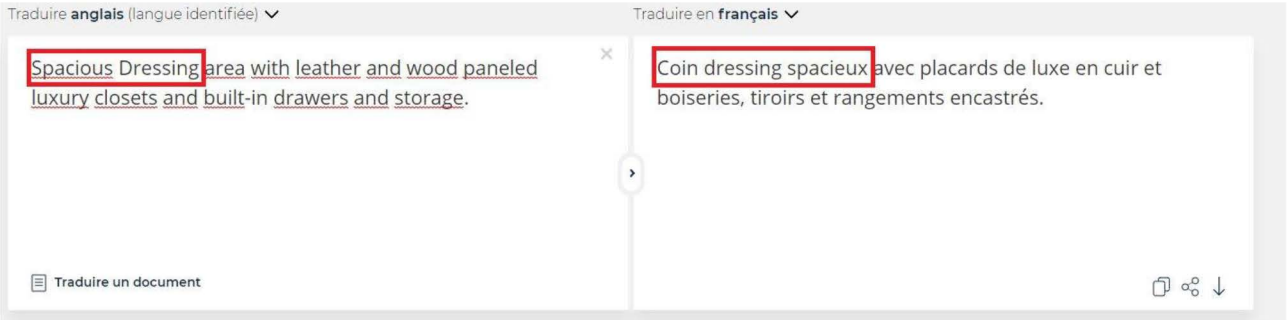 Traduire anglais (langue identifiée)
Traduire en français
Spacious Dressing area with leather and wood paneled
luxury closets and built-in drawers and storage.
Coin dressing spacieux avec placards de luxe en cuir et
boiseries, tiroirs et rangements encastrés.
Traduire un document